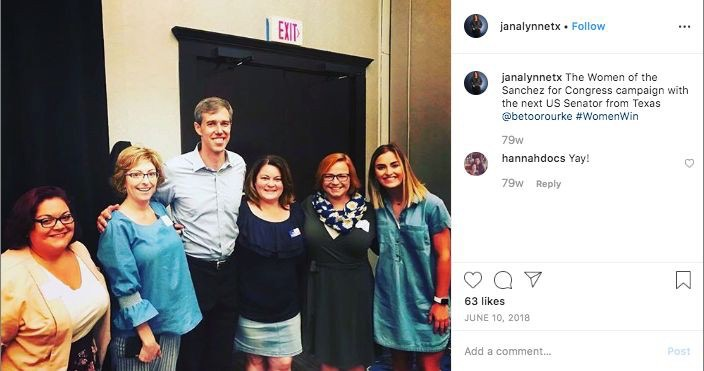 EXIT
janalynnetx • Follow
janalynnetx The Women of the
Sanchez for Congress campaign with
the next US Senator from Texas
@betoorourke #WomenWin
79w
hannahdocs Yay!
79w Reply
63 likes
JUNE 10, 2018
Add a comment... Post